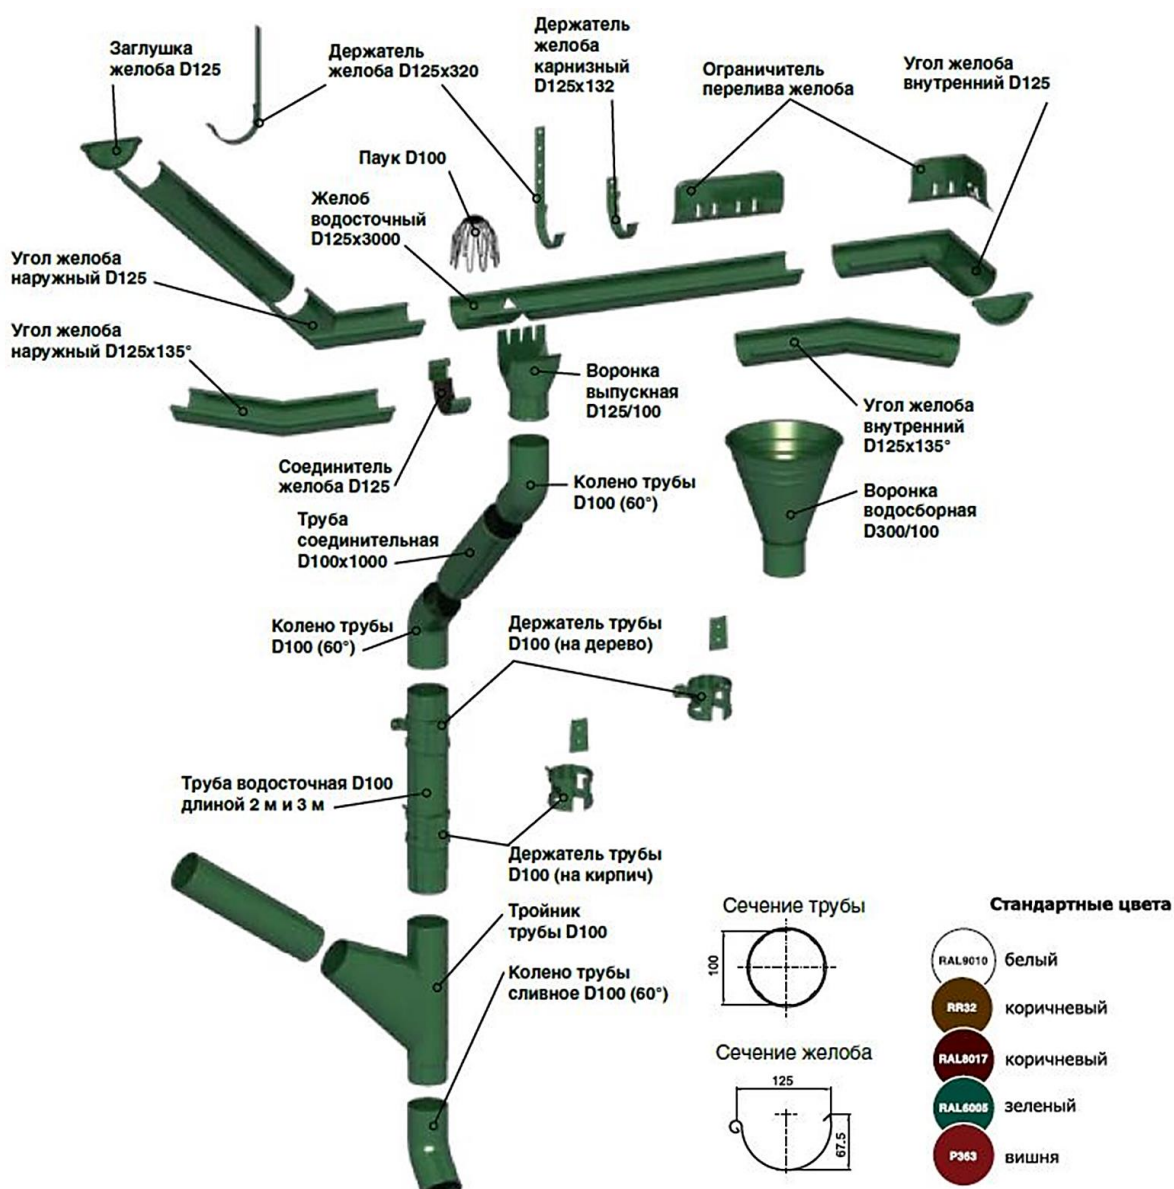 Заглушка
желоба D125
Держатель
желоба D125x320
Держатель
желоба
карнизный
D125x132
Ограничитель
перелива желоба
Угол желоба
внутренний D125
Паук D100
Желоб
водосточный
D125x3000
Угол желоба
наружный D125
Угол желоба
наружный D125x135°
Воронка
выпускная
D125/100
Угол желоба
внутренний
D125x135°
Соединитель
желоба D125
Колено трубы
D100 (60°)
Воронка
водосборная
D300/100
Труба
соединительная
D100x1000
Колено трубы
D100 (60°)
Держатель трубы
D100 (на дерево)
Труба водосточная D100
длиной 2 м и 3 м
Держатель трубы
D100 (на кирпич)
Тройник
трубы D100
Колено трубы
сливное D100 (60°)
Сечение трубы
100
Сечение желоба
125
67.5
Стандартные цвета
RAL9010 белый
RR32 коричневый
RAL8017 коричневый
RAL6005 зеленый
P363 вишня